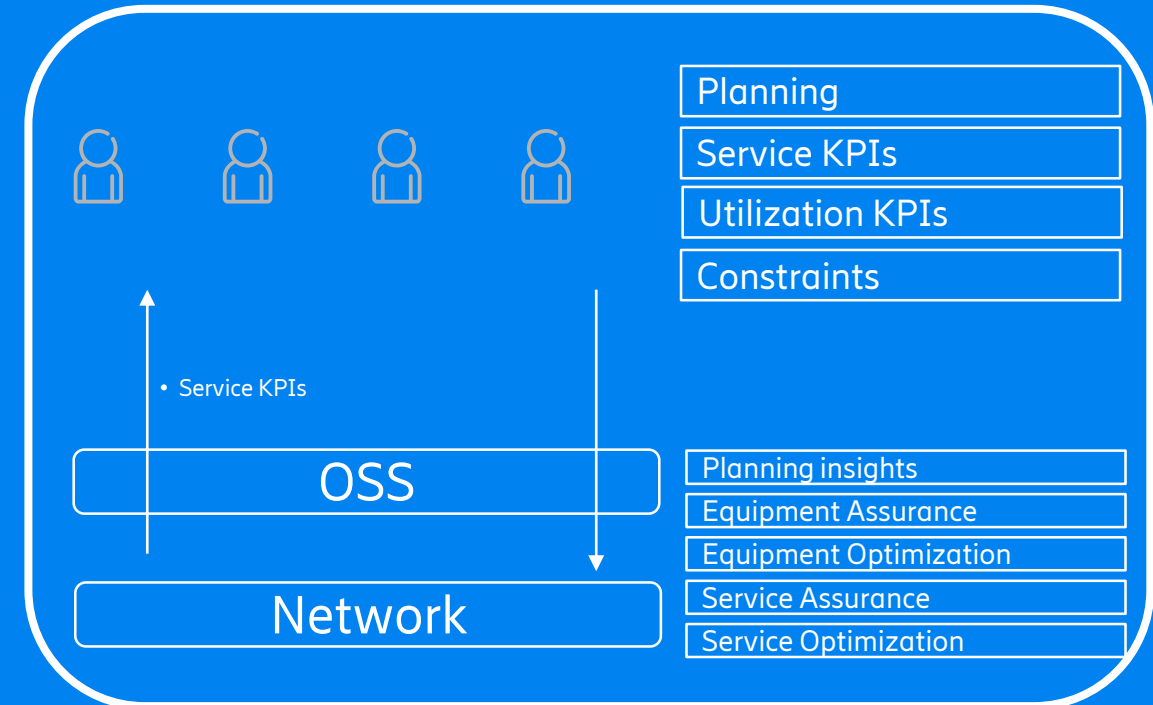 Planning
Service KPIs
Utilization KPIs
Constraints
• Service KPIs
OSS
Network
Planning insights
Equipment Assurance
Equipment Optimization
Service Assurance
Service Optimization